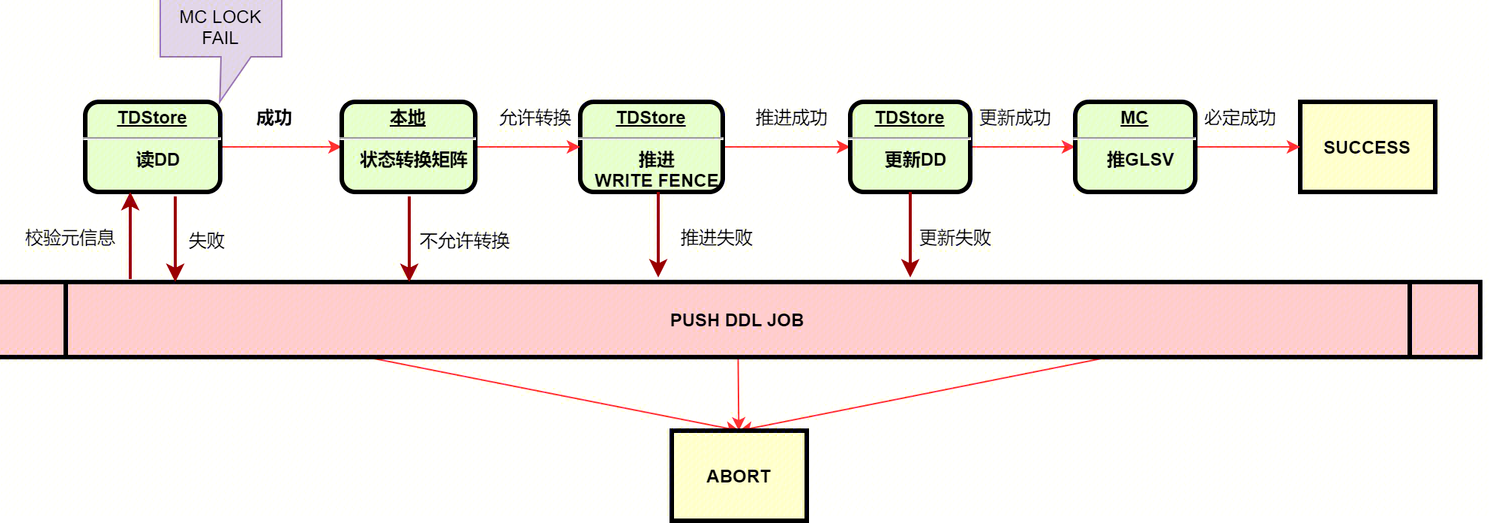 MC LOCK
FAIL
TDStore
读DD
成功
本地
状态转换矩阵
允许转换
TDStore
推进
WRITE FENCE
推进成功
TDStore
更新DD
更新成功
MC
推GLSV
必定成功
SUCCESS
校验元信息
失败
不允许转换
推进失败
更新失败
PUSH DDL JOB
ABORT